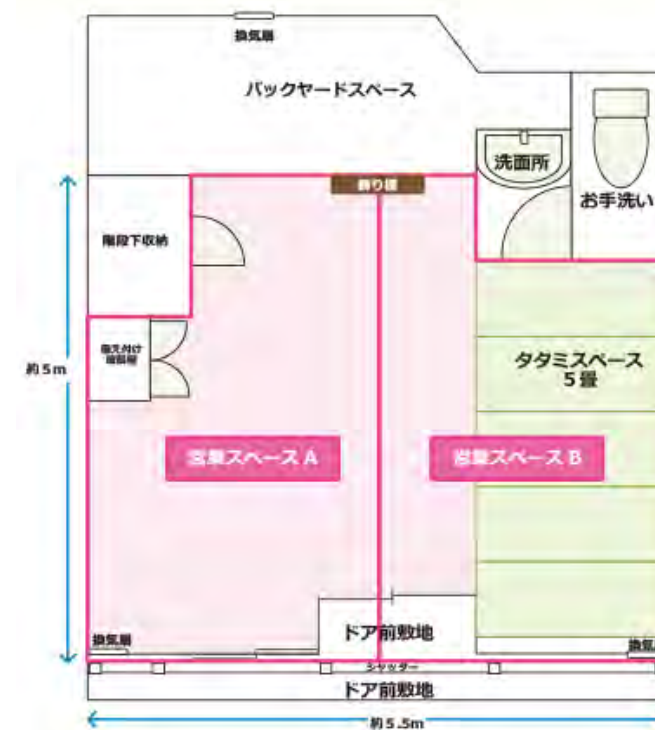 換気扇
バックヤードスペース
洗面所
お手洗い
飾り棚
階段下収納
タタミスペース
5畳
約5m
営業スペース A
営業スペース B
換気扇
ドア前敷地
シャッター
ドア前敷地
約5.5m